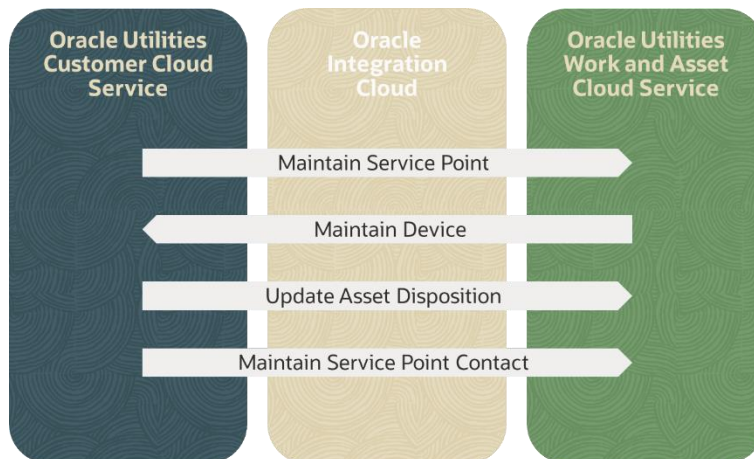 Oracle Utilities
Customer Cloud
Service
Oracle
Integration
Cloud
Oracle Utilities
Work and Asset
Cloud Service
Maintain Service Point
Maintain Device
Update Asset Disposition
Maintain Service Point Contact